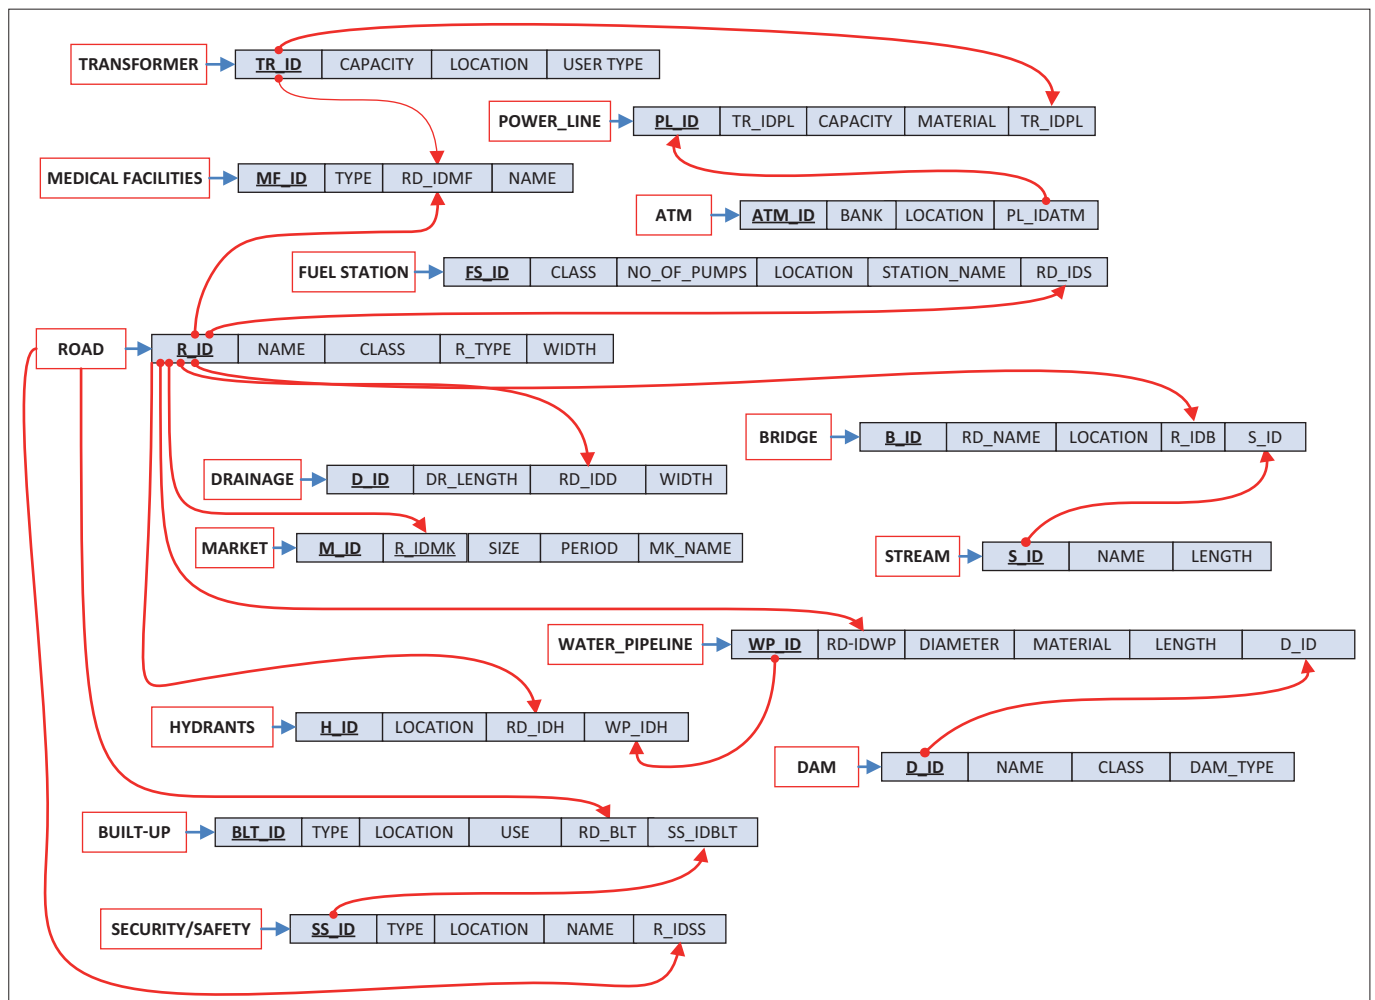 TRANSFORMER TR_ID CAPACITY LOCATION USER TYPE
POWER_LINE PL_ID TR_IDPL CAPACITY MATERIAL TR_IDPL
MEDICAL FACILITIES MF_ID TYPE RD_IDMF NAME
ATM ATM_ID BANK LOCATION PL_IDATM
FUEL STATION FS_ID CLASS NO_OF_PUMPS LOCATION STATION_NAME RD_IDS
ROAD R_ID NAME CLASS R_TYPE WIDTH
BRIDGE B_ID RD_NAME LOCATION R_IDB S_ID
DRAINAGE D_ID DR_LENGTH RD_IDD WIDTH
MARKET M_ID R_IDMK SIZE PERIOD MK_NAME
STREAM S_ID NAME LENGTH
WATER_PIPELINE WP_ID RD-IDWP DIAMETER MATERIAL LENGTH D_ID
HYDRANTS H_ID LOCATION RD_IDH WP_IDH
DAM D_ID NAME CLASS DAM_TYPE
BUILT-UP BLT_ID TYPE LOCATION USE RD_BLT SS_IDBLT
SECURITY/SAFETY SS_ID TYPE LOCATION NAME R_IDSS